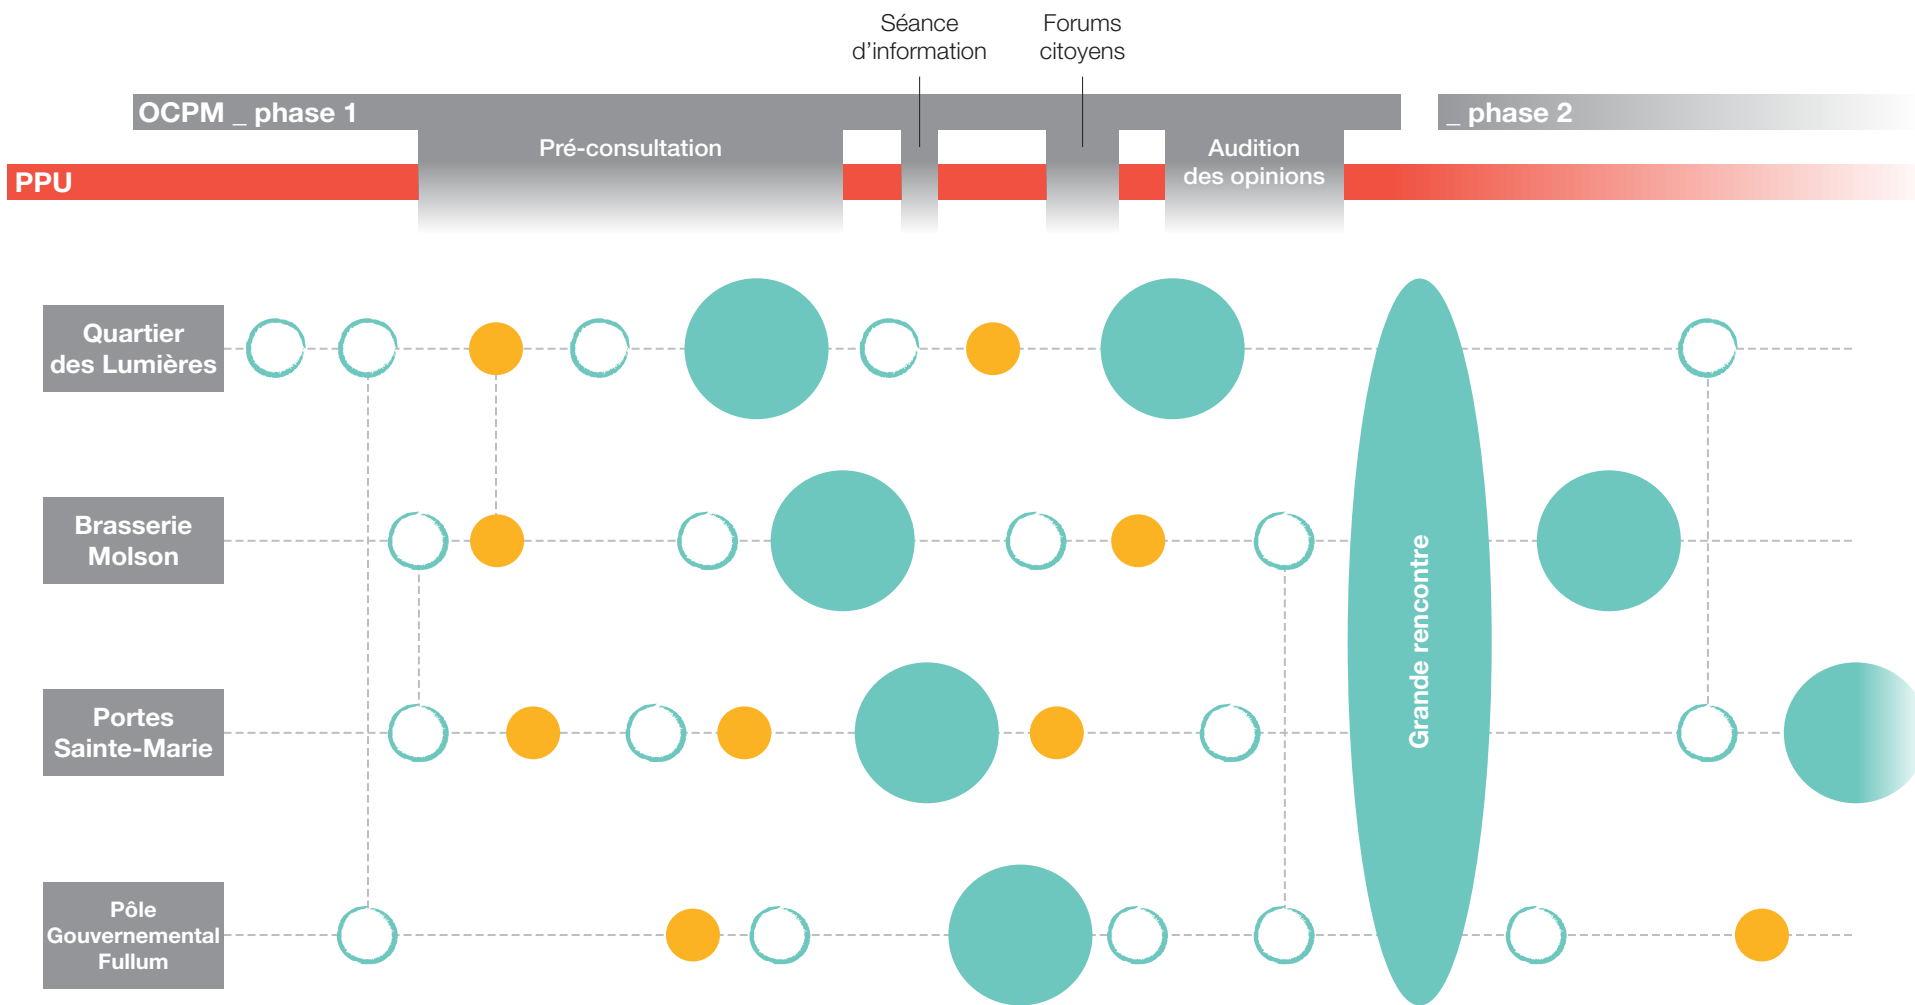 Séance
d’information
Forums
citoyens
OCPM _ phase 1
_ phase 2
Pré-consultation
Audition
des opinions
PPU
Quartier
des Lumières
Brasserie
Molson
Portes
Sainte-Marie
Pôle
Gouvernemental
Fullum
Grande rencontre